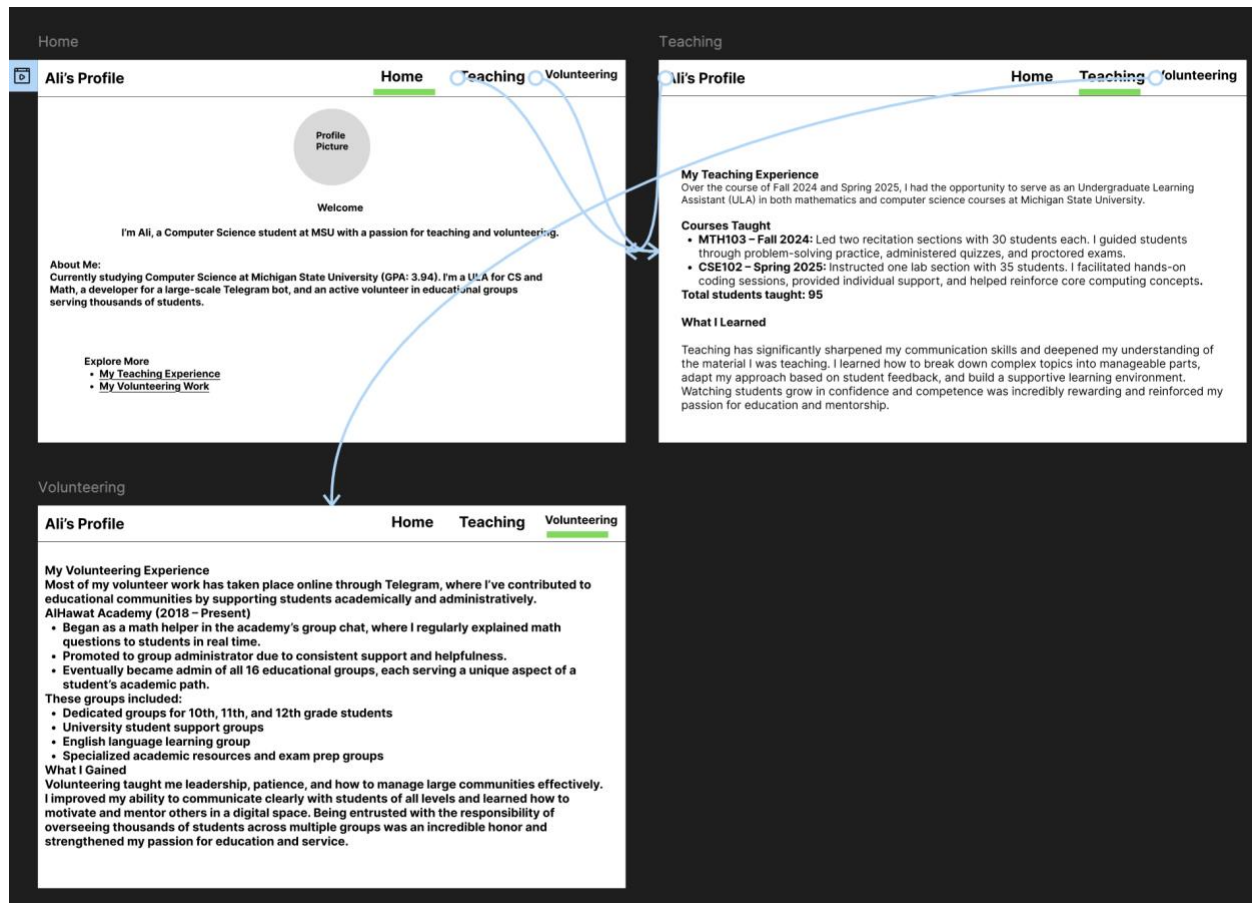 Home
Ali's Profile
Home
Teaching
Volunteering
Profile
Picture
Welcome
I'm Ali, a Computer Science student at MSU with a passion for teaching and volunteering.
About Me:
Currently studying Computer Science at Michigan State University (GPA: 3.94). I'm a ULA for CS and
Math, a developer for a large-scale Telegram bot, and an active volunteer in educational groups
serving thousands of students.
Explore More
• My Teaching Experience
• My Volunteering Work
Teaching
Ali's Profile
Home
Teaching
Volunteering
My Teaching Experience
Over the course of Fall 2024 and Spring 2025, I had the opportunity to serve as an Undergraduate Learning
Assistant (ULA) in both mathematics and computer science courses at Michigan State University.
Courses Taught
• MTH103 – Fall 2024: Led two recitation sections with 30 students each. I guided students
through problem-solving practice, administered quizzes, and proctored exams.
• CSE102 – Spring 2025: Instructed one lab section with 35 students. I facilitated hands-on
coding sessions, provided individual support, and helped reinforce core computing concepts.
Total students taught: 95
What I Learned
Teaching has significantly sharpened my communication skills and deepened my understanding of
the material I was teaching. I learned how to break down complex topics into manageable parts,
adapt my approach based on student feedback, and build a supportive learning environment.
Watching students grow in confidence and competence was incredibly rewarding and reinforced my
passion for education and mentorship.
Volunteering
Ali's Profile
Home
Teaching
Volunteering
My Volunteering Experience
Most of my volunteer work has taken place online through Telegram, where I've contributed to
educational communities by supporting students academically and administratively.
AlHawat Academy (2018 – Present)
• Began as a math helper in the academy's group chat, where I regularly explained math
questions to students in real time.
• Promoted to group administrator due to consistent support and helpfulness.
• Eventually became admin of all 16 educational groups, each serving a unique aspect of a
student's academic path.
These groups included:
• Dedicated groups for 10th, 11th, and 12th grade students
• University student support groups
• English language learning group
• Specialized academic resources and exam prep groups
What I Gained
Volunteering taught me leadership, patience, and how to manage large communities effectively.
I improved my ability to communicate clearly with students of all levels and learned how to
motivate and mentor others in a digital space. Being entrusted with the responsibility of
overseeing thousands of students across multiple groups was an incredible honor and
strengthened my passion for education and service.